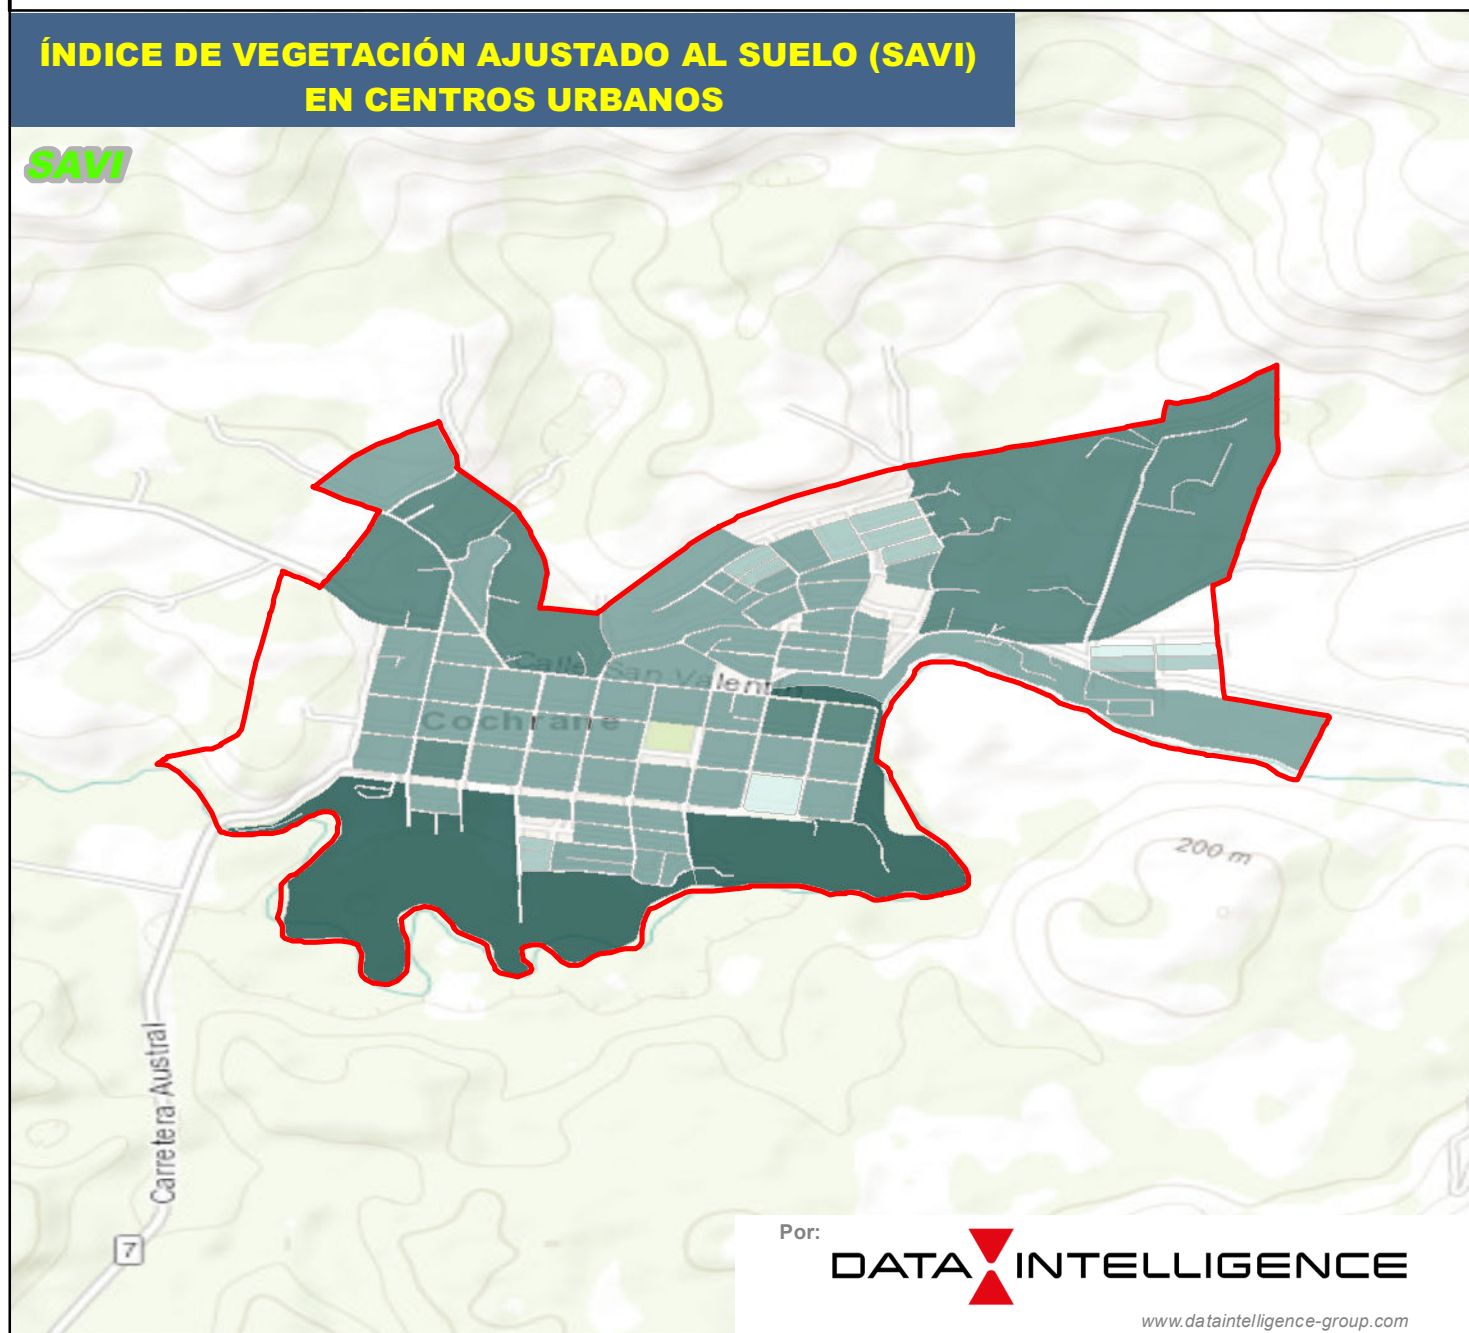 ÍNDICE DE VEGETACIÓN AJUSTADO AL SUELO (SAVI)
EN CENTROS URBANOS
SAVI
Calle San Valentín
Cochrane
200 m
Carretera Austral
7
Por:
DATA INTELLIGENCE
www.dataintelligence-group.com